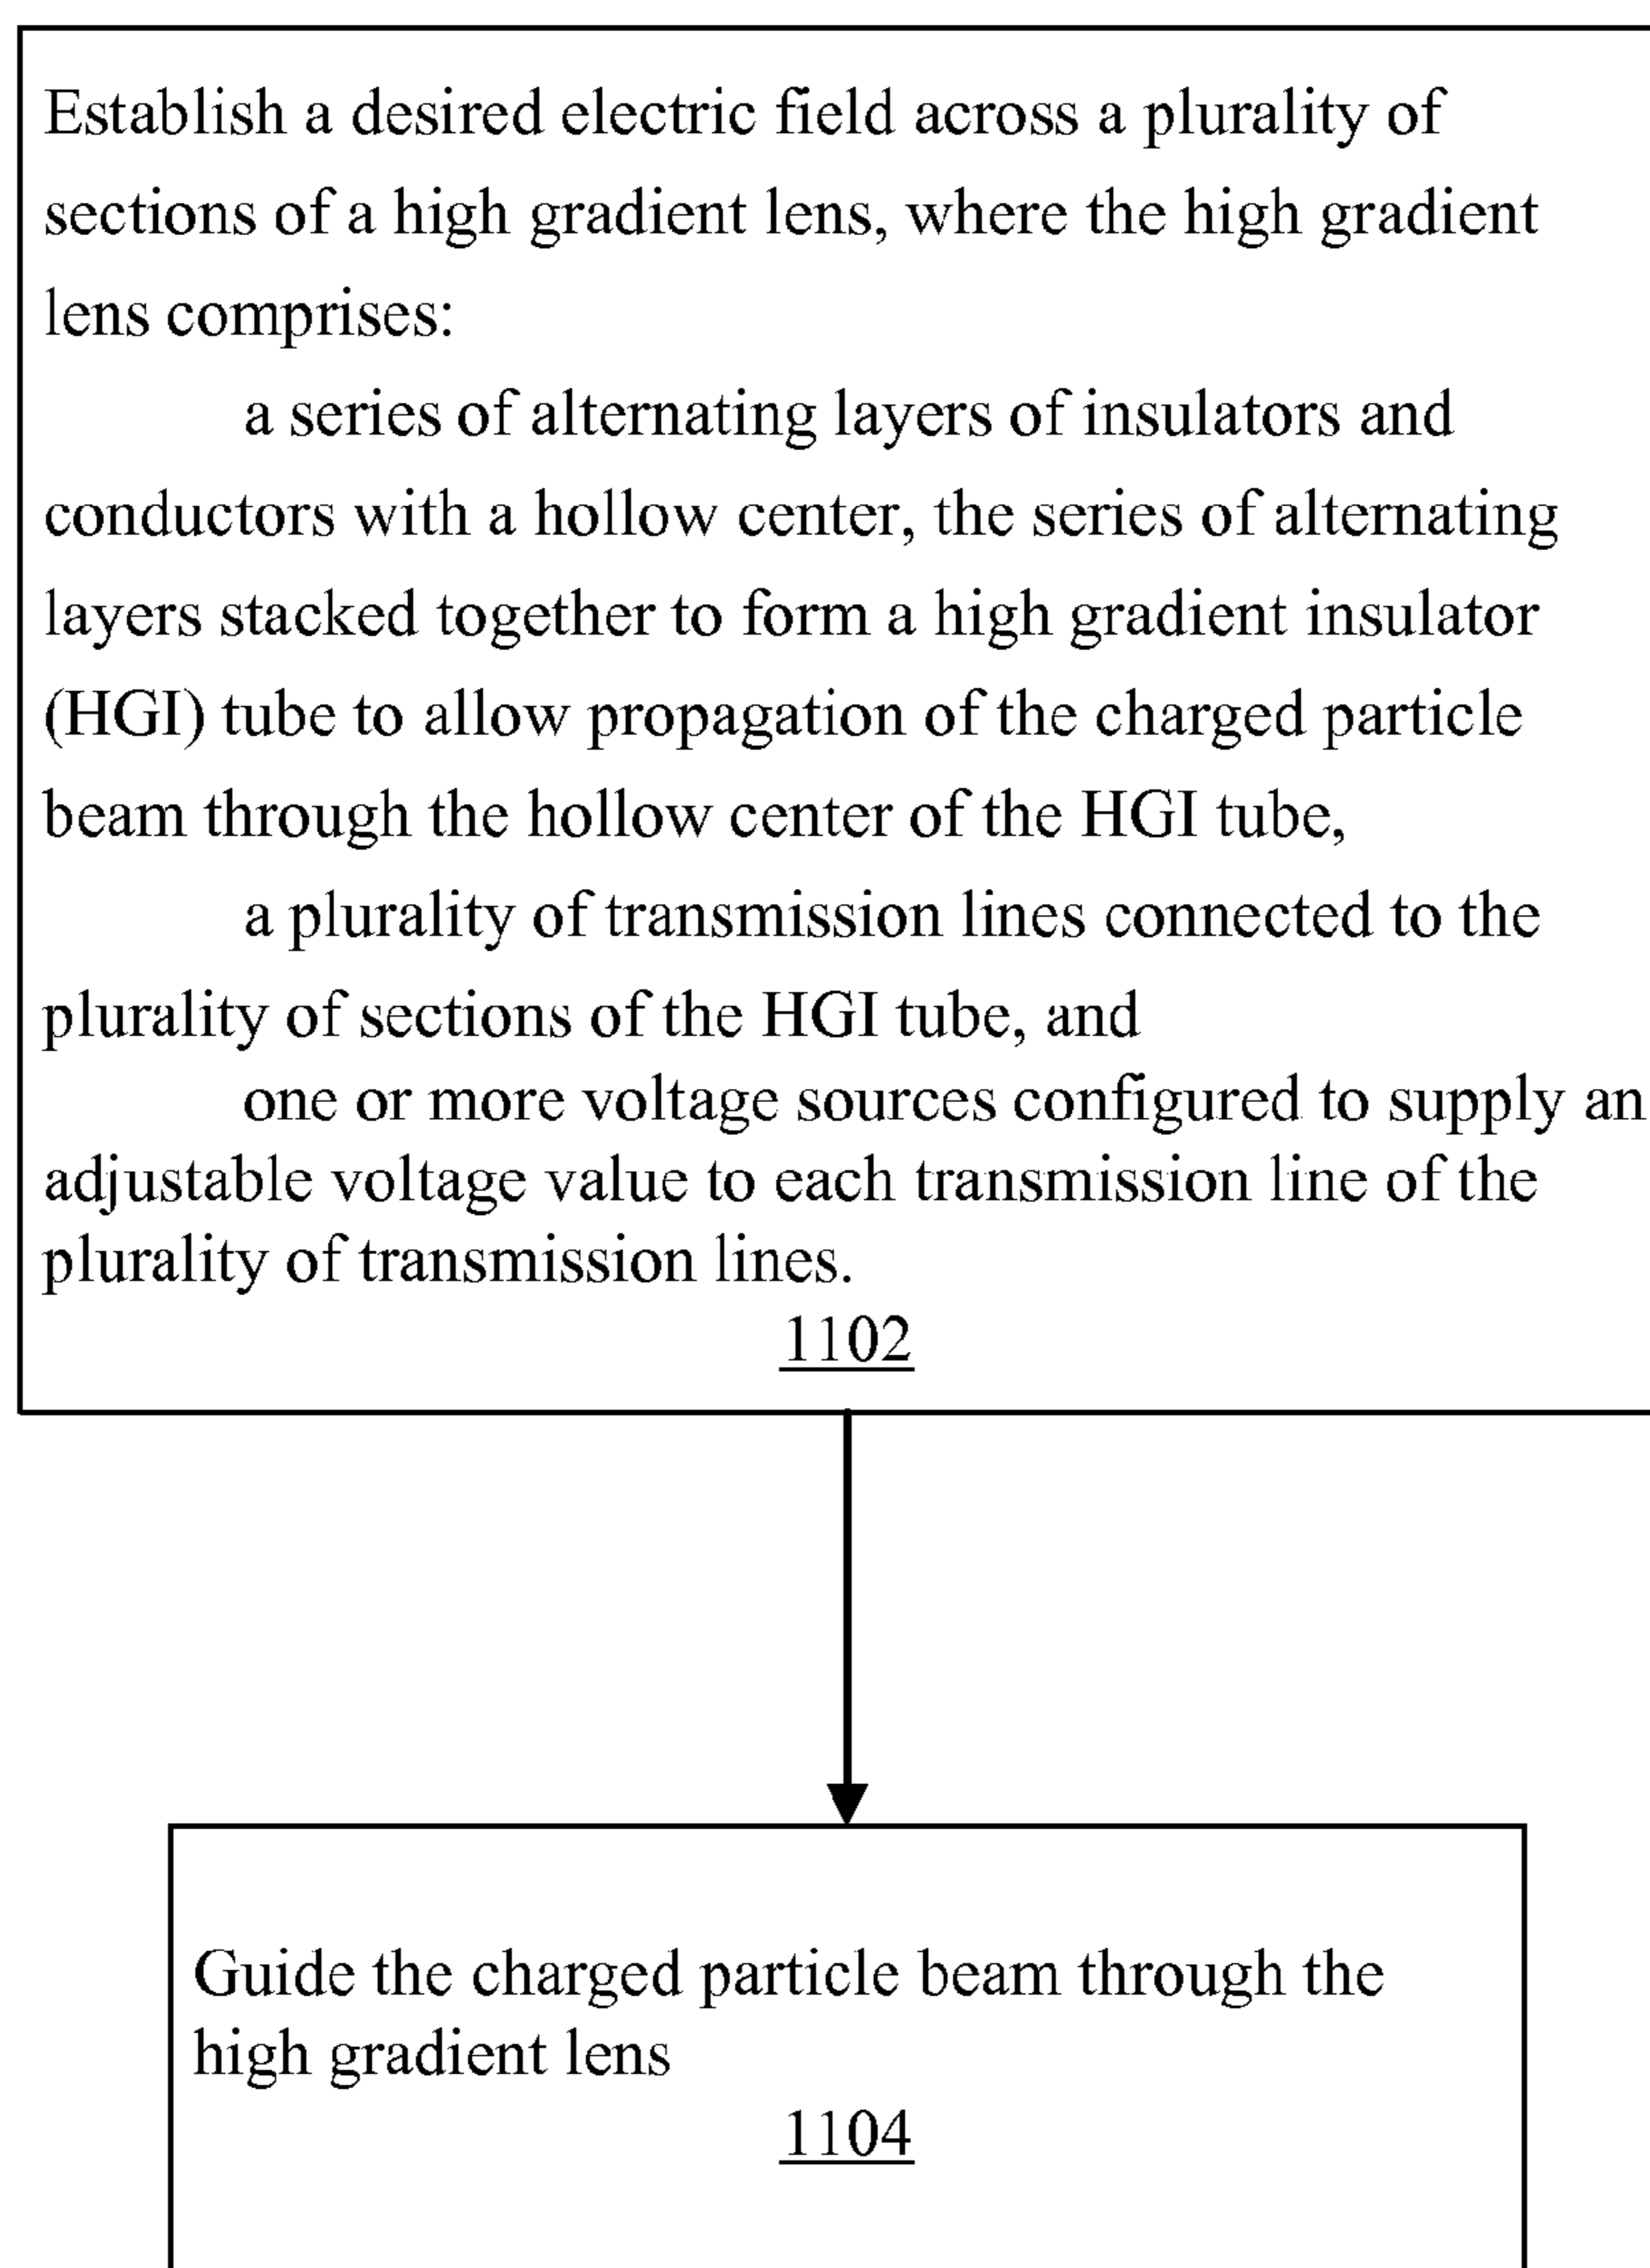 Establish a desired electric field across a plurality of
sections of a high gradient lens, where the high gradient
lens comprises:
a series of alternating layers of insulators and
conductors with a hollow center, the series of alternating
layers stacked together to form a high gradient insulator
(HGI) tube to allow propagation of the charged particle
beam through the hollow center of the HGI tube,
a plurality of transmission lines connected to the
plurality of sections of the HGI tube, and
one or more voltage sources configured to supply an
adjustable voltage value to each transmission line of the
plurality of transmission lines.
1102
Guide the charged particle beam through the
high gradient lens
1104